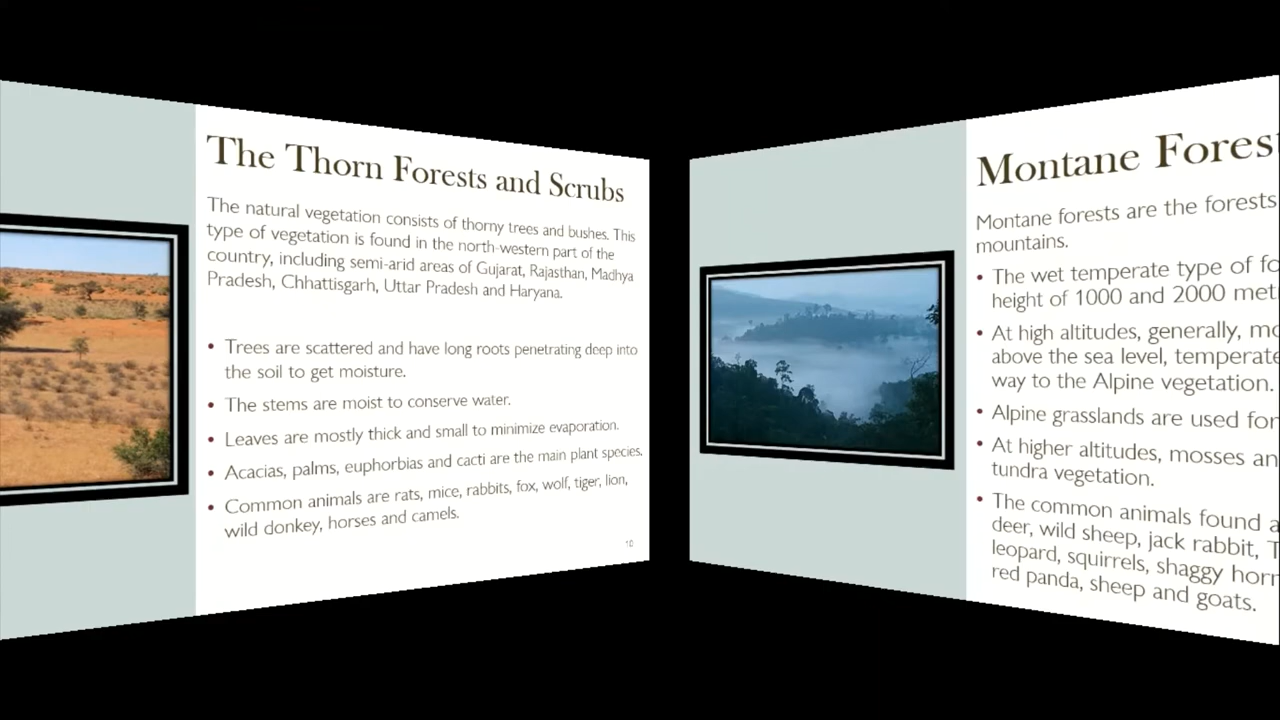 The Thorn Forests and Scrubs
The natural vegetation consists of thorny trees and bushes. This
type of vegetation is found in the north-western part of the
country, including semi-arid areas of Gujarat, Rajasthan, Madhya
Pradesh, Chhattisgarh, Uttar Pradesh and Haryana.
• Trees are scattered and have long roots penetrating deep into
the soil to get moisture.
• The stems are moist to conserve water.
• Leaves are mostly thick and small to minimize evaporation.
• Acacias, palms, euphorbias and cacti are the main plant species.
• Common animals are rats, mice, rabbits, fox, wolf, tiger, lion,
wild donkey, horses and camels.
10
Montane Fores
Montane forests are the forests
mountains.
• The wet temperate type of fo
height of 1000 and 2000 met
• At high altitudes, generally, mo
above the sea level, temperate
way to the Alpine vegetation.
• Alpine grasslands are used for
• At higher altitudes, mosses an
tundra vegetation.
• The common animals found a
deer, wild sheep, jack rabbit, T
leopard, squirrels, shaggy horn
red panda, sheep and goats.